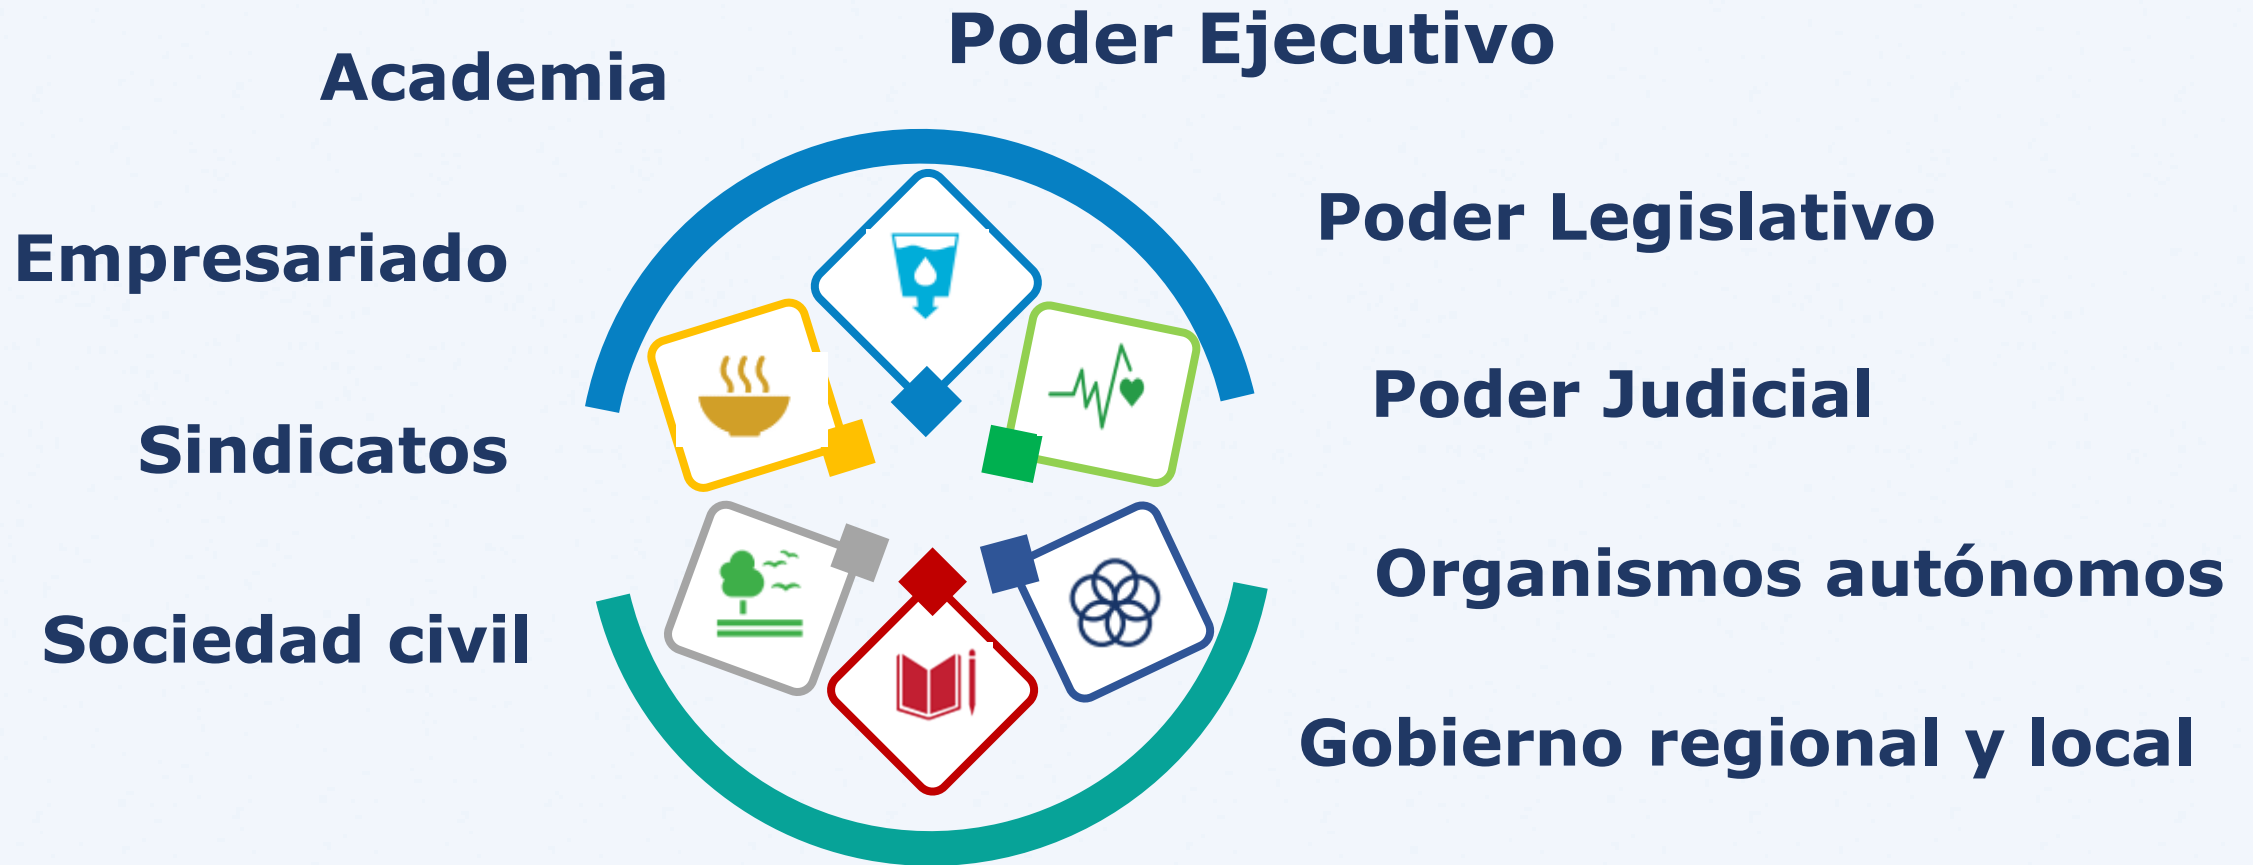 Poder Ejecutivo
Academia
Poder Legislativo
Empresariado
Poder Judicial
Sindicatos
Organismos autónomos
Sociedad civil
Gobierno regional y local